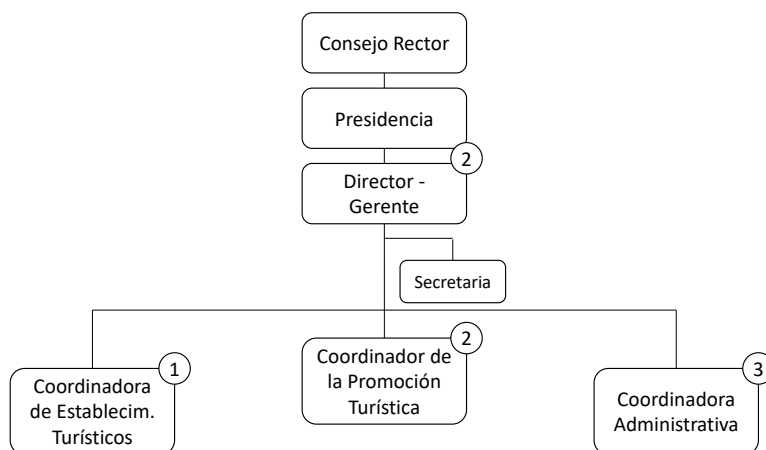 Consejo Rector
Presidencia
2
Director -
Gerente
Secretaria
1
Coordinadora
de Establecim.
Turísticos
2
Coordinador de
la Promoción
Turística
3
Coordinadora
Administrativa